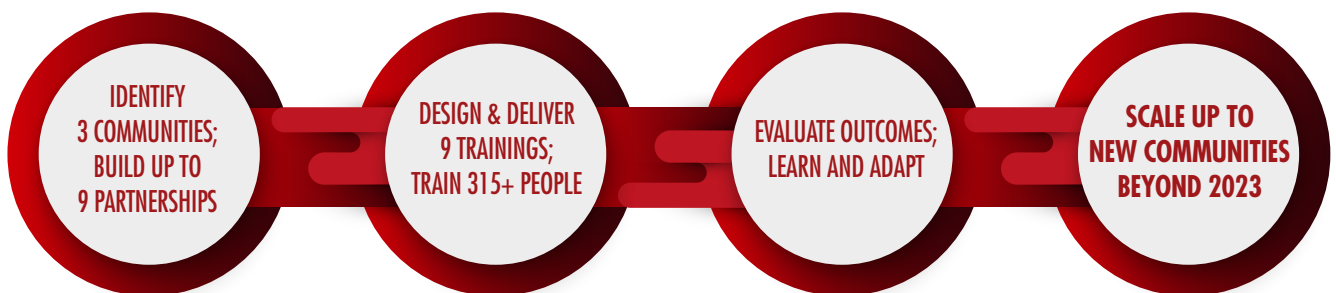 IDENTIFY
3 COMMUNITIES;
BUILD UP TO
9 PARTNERSHIPS
DESIGN & DELIVER
9 TRAININGS;
TRAIN 315+ PEOPLE
EVALUATE OUTCOMES;
LEARN AND ADAPT
SCALE UP TO
NEW COMMUNITIES
BEYOND 2023